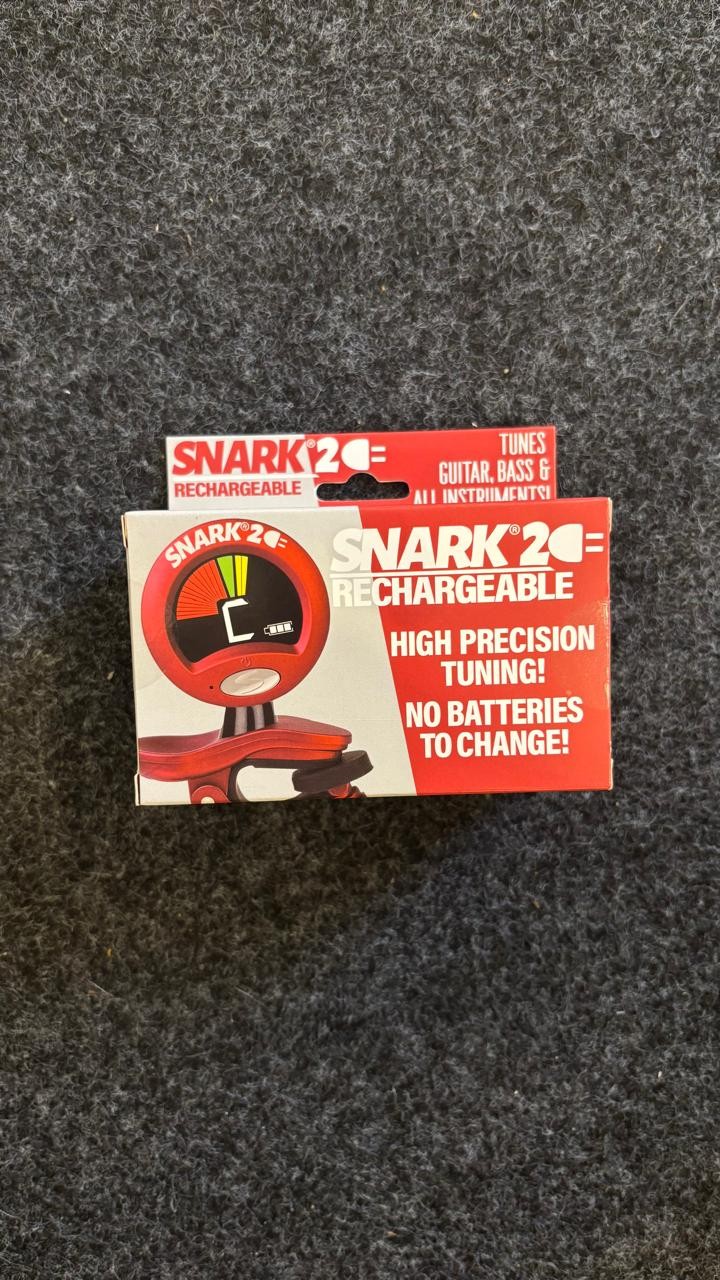 SNARK® 2
RECHARGEABLE
TUNES
GUITAR, BASS &
ALL INSTRUMENTS!
SNARK® 2
C
SNARK® 2
RECHARGEABLE
HIGH PRECISION
TUNING!
NO BATTERIES
TO CHANGE!